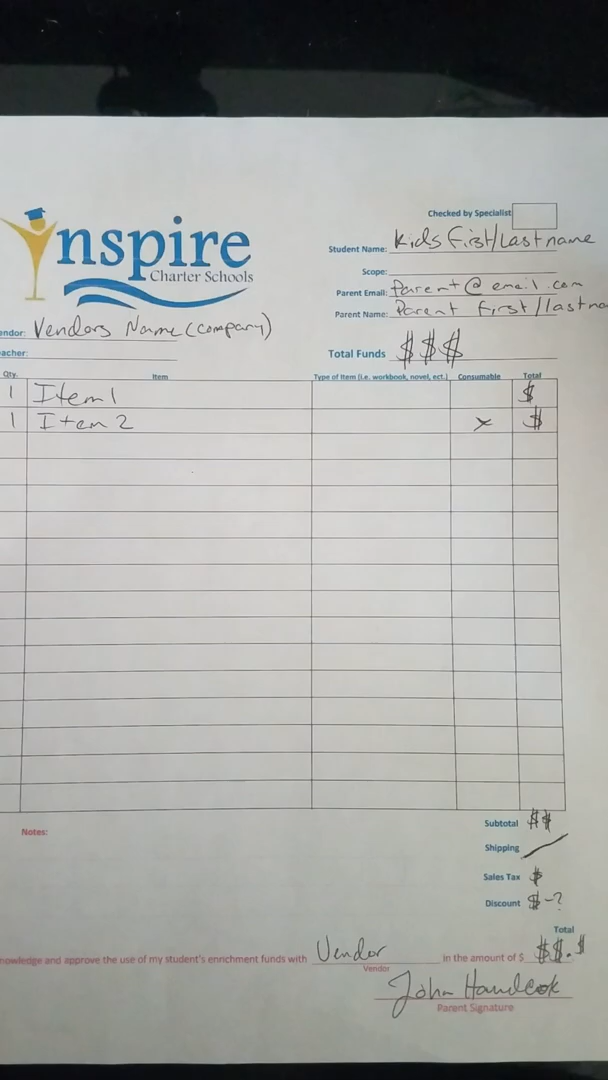 Checked by Specialist
nspire
Charter Schools
Student Name: Kids First/Last name
Scope:
Parent Email: Parent@email.com
Parent Name: Parent first/lastna
endor: Vendors Name (company)
eacher:
Total Funds $$$
Qty. Item Type of Item (i.e. workbook, novel, ect.) Consumable Total
1 Item 1 $
1 Item 2 x $
Subtotal $$
Notes:
Shipping
Sales Tax $
Discount $-?
Total
nowledge and approve the use of my student's enrichment funds with Vendor in the amount of $ $$.$
Vendor
John Handcok
Parent Signature